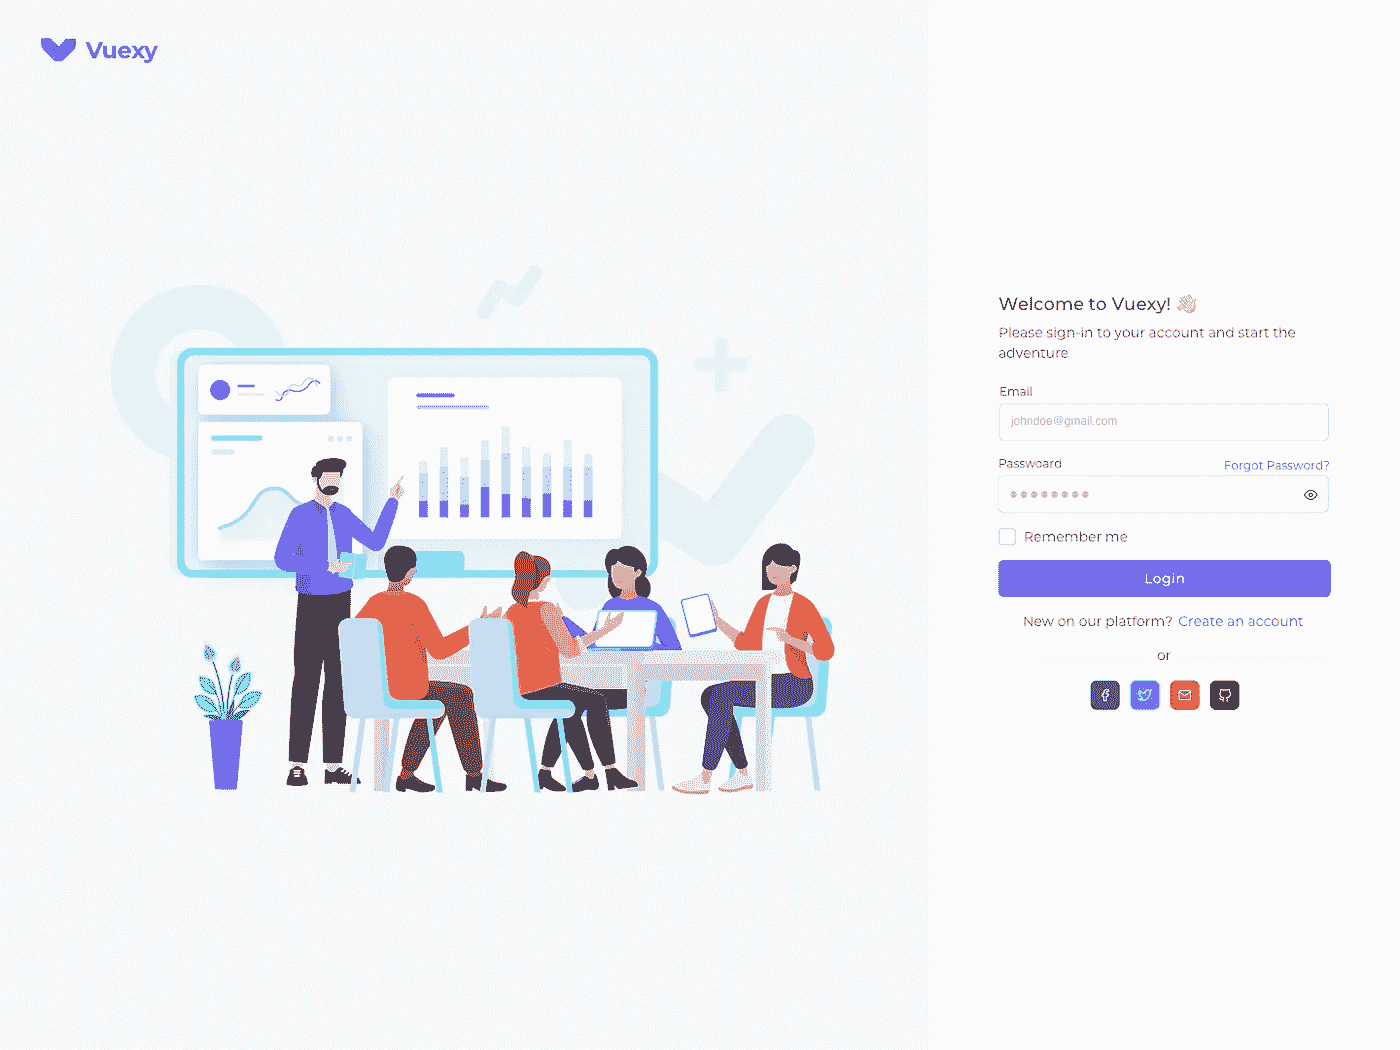 Vuexy
Welcome to Vuexy! 👋
Please sign-in to your account and start the
adventure
Email
johndoe@gmail.com
Passwoard
Forgot Password?
Remember me
Login
New on our platform? Create an account
or